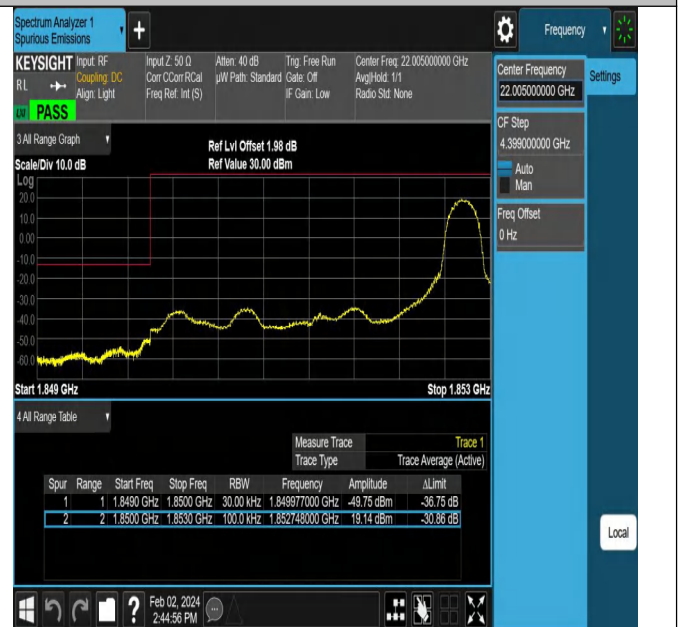 Spectrum Analyzer 1
Spurious Emissions
+
Frequency
KEYSIGHT Input: RF Input Z: 50 Ω Atten: 40 dB Trig: Free Run Center Freq: 22.005000000 GHz
RL Coupling: DC Corr CCorr RCal µW Path: Standard Gate: Off Avg|Hold: 1/1
Align: Light Freq Ref: Int (S) IF Gain: Low Radio Std: None
PASS
Center Frequency
22.005000000 GHz
Settings
CF Step
4.399000000 GHz
Auto
Man
Freq Offset
0 Hz
3 All Range Graph
Ref Lvl Offset 1.98 dB
Scale/Div 10.0 dB Ref Value 30.00 dBm
Log
20.0
10.0
0.00
-10.0
-20.0
-30.0
-40.0
-50.0
-60.0
Start 1.849 GHz Stop 1.853 GHz
4 All Range Table
Measure Trace Trace 1
Trace Type Trace Average (Active)
Spur Range Start Freq Stop Freq RBW Frequency Amplitude ΔLimit
1 1 1.8490 GHz 1.8500 GHz 30.00 kHz 1.849977000 GHz -49.75 dBm -36.75 dB
2 2 1.8500 GHz 1.8530 GHz 100.0 kHz 1.852748000 GHz 19.14 dBm -30.86 dB
Local
? Feb 02, 2024
2:44:56 PM